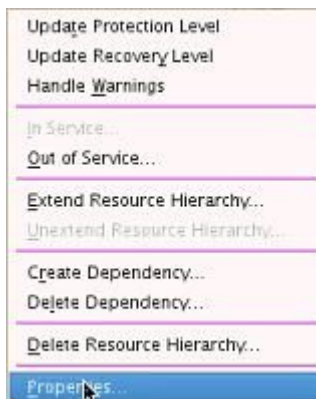 Update Protection Level
Update Recovery Level
Handle Warnings
In Service...
Out of Service...
Extend Resource Hierarchy...
Unextend Resource Hierarchy...
Create Dependency...
Delete Dependency...
Delete Resource Hierarchy...
Properties...